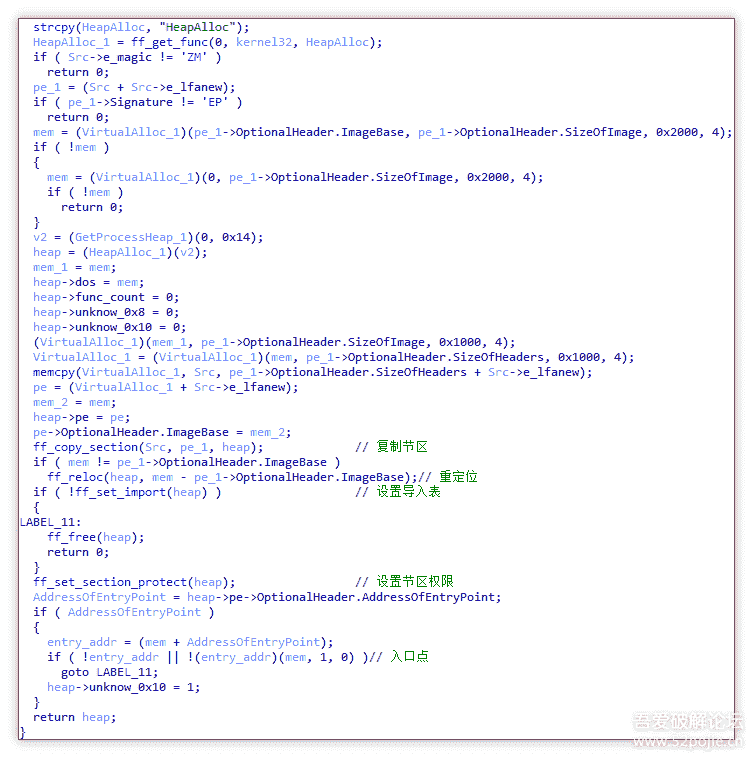 strcpy(HeapAlloc, "HeapAlloc");
HeapAlloc_1 = ff_get_func(0, kernel32, HeapAlloc);
if ( Src->e_magic != 'ZM' )
return 0;
pe_1 = (Src + Src->e_lfanew);
if ( pe_1->Signature != 'EP' )
return 0;
mem = (VirtualAlloc_1)(pe_1->OptionalHeader.ImageBase, pe_1->OptionalHeader.SizeOfImage, 0x2000, 4);
if ( !mem )
{
mem = (VirtualAlloc_1)(0, pe_1->OptionalHeader.SizeOfImage, 0x2000, 4);
if ( !mem )
return 0;
}
v2 = (GetProcessHeap_1)(0, 0x14);
heap = (HeapAlloc_1)(v2);
mem_1 = mem;
heap->dos = mem;
heap->func_count = 0;
heap->unknow_0x8 = 0;
heap->unknow_0x10 = 0;
(VirtualAlloc_1)(mem_1, pe_1->OptionalHeader.SizeOfImage, 0x1000, 4);
VirtualAlloc_1 = (VirtualAlloc_1)(mem, pe_1->OptionalHeader.SizeOfHeaders, 0x1000, 4);
memcpy(VirtualAlloc_1, Src, pe_1->OptionalHeader.SizeOfHeaders + Src->e_lfanew);
pe = (VirtualAlloc_1 + Src->e_lfanew);
mem_2 = mem;
heap->pe = pe;
pe->OptionalHeader.ImageBase = mem_2;
ff_copy_section(Src, pe_1, heap); // 复制节区
if ( mem != pe_1->OptionalHeader.ImageBase )
ff_reloc(heap, mem - pe_1->OptionalHeader.ImageBase);// 重定位
if ( !ff_set_import(heap) ) // 设置导入表
{
LABEL_11:
ff_free(heap);
return 0;
}
ff_set_section_protect(heap); // 设置节区权限
AddressOfEntryPoint = heap->pe->OptionalHeader.AddressOfEntryPoint;
if ( AddressOfEntryPoint )
{
entry_addr = (mem + AddressOfEntryPoint);
if ( !entry_addr || !(entry_addr)(mem, 1, 0) )// 入口点
goto LABEL_11;
heap->unknow_0x10 = 1;
}
return heap;
}
吾爱破解论坛
www.52pojie.cn